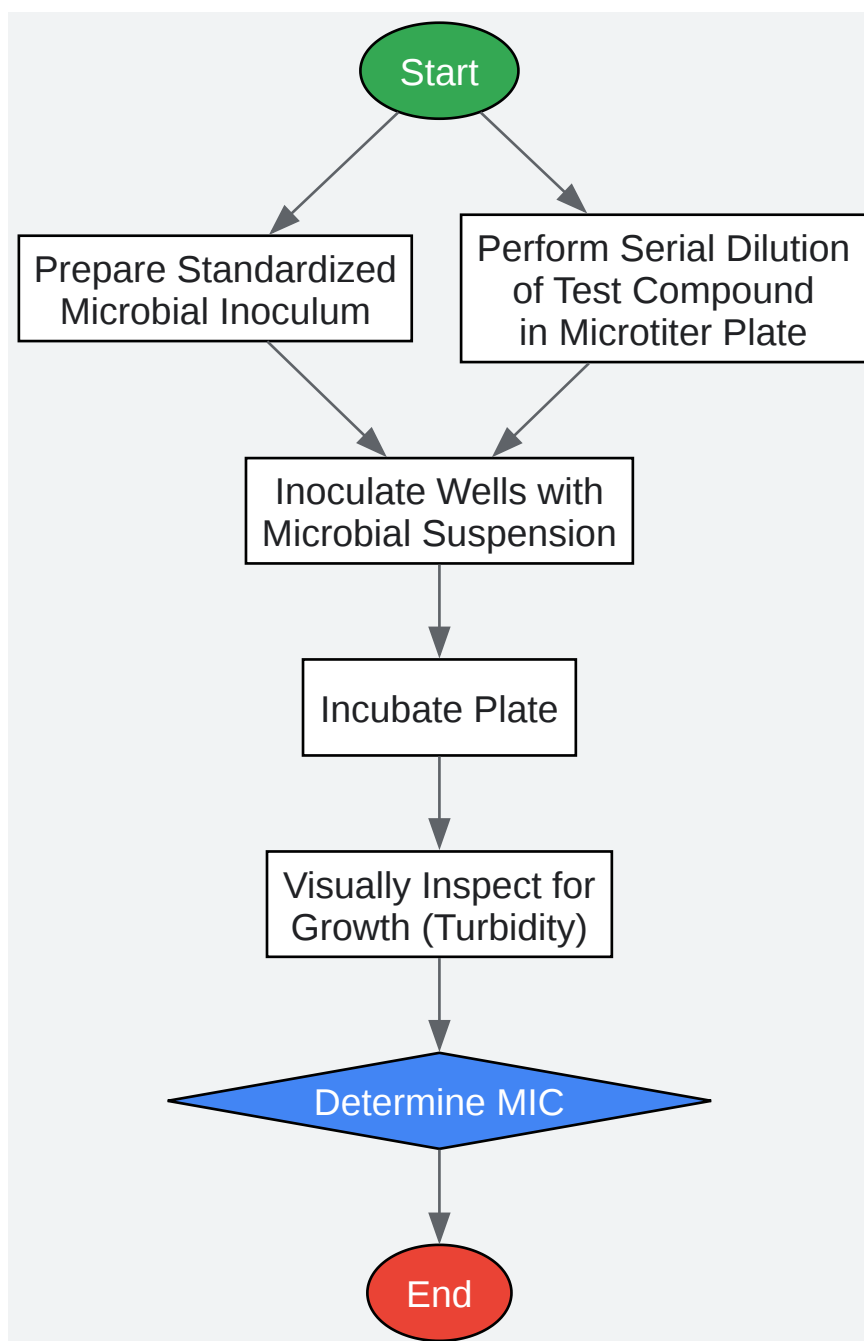 Start
Prepare Standardized
Microbial Inoculum
Perform Serial Dilution
of Test Compound
in Microtiter Plate
Inoculate Wells with
Microbial Suspension
Incubate Plate
Visually Inspect for
Growth (Turbidity)
Determine MIC
End